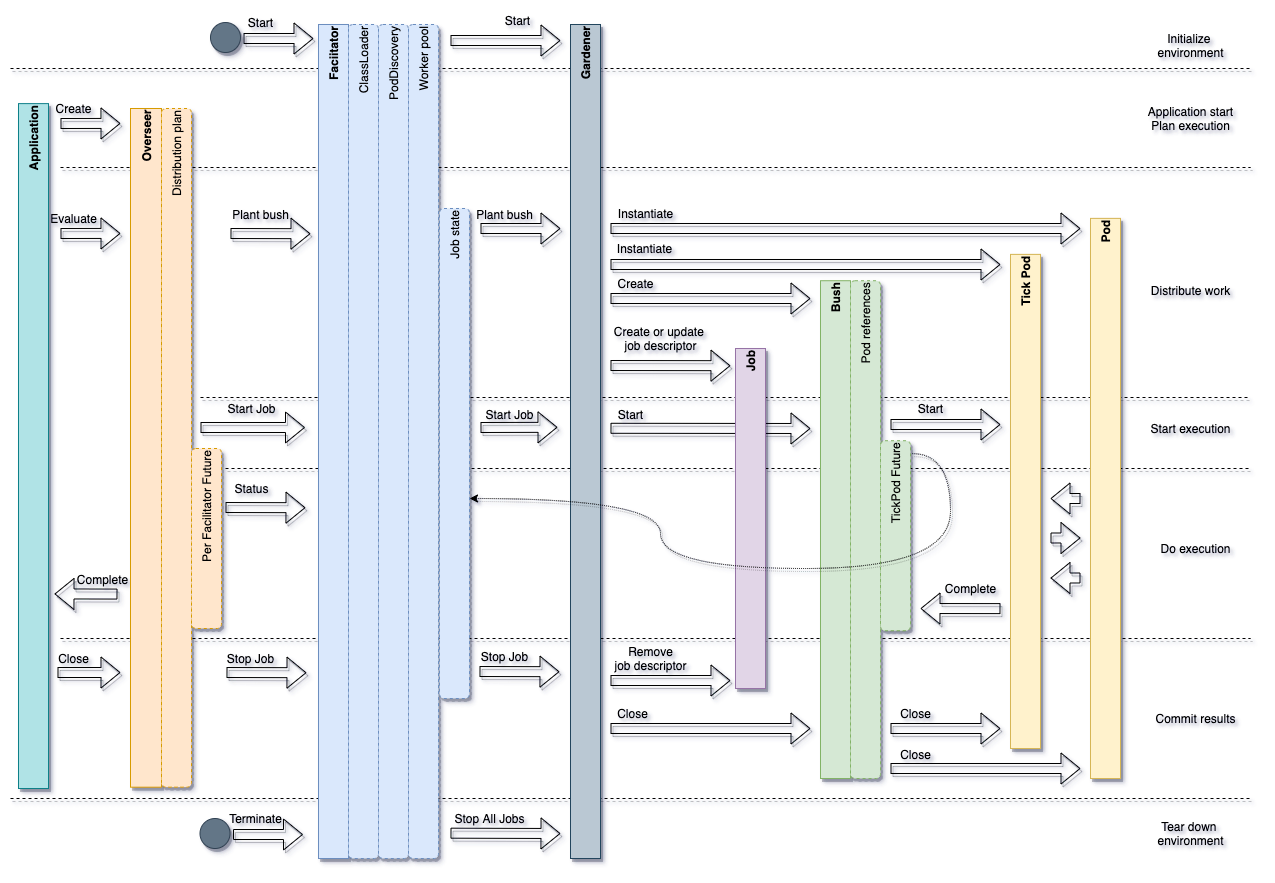 Start
Start
Initialize
environment
Facilitator
ClassLoader
PodDiscovery
Worker pool
Gardener
Application
Create
Overseer
Distribution plan
Application start
Plan execution
Evaluate
Plant bush
Job state
Plant bush
Instantiate
Pod
Instantiate
Tick Pod
Create
Bush
Pod references
Distribute work
Create or update
job descriptor
Job
Start Job
Start Job
Start
Start
Start execution
Per Facilitator Future
TickPod Future
Status
Do execution
Complete
Complete
Close
Stop Job
Stop Job
Remove
job descriptor
Close
Close
Commit results
Close
Terminate
Stop All Jobs
Tear down
environment